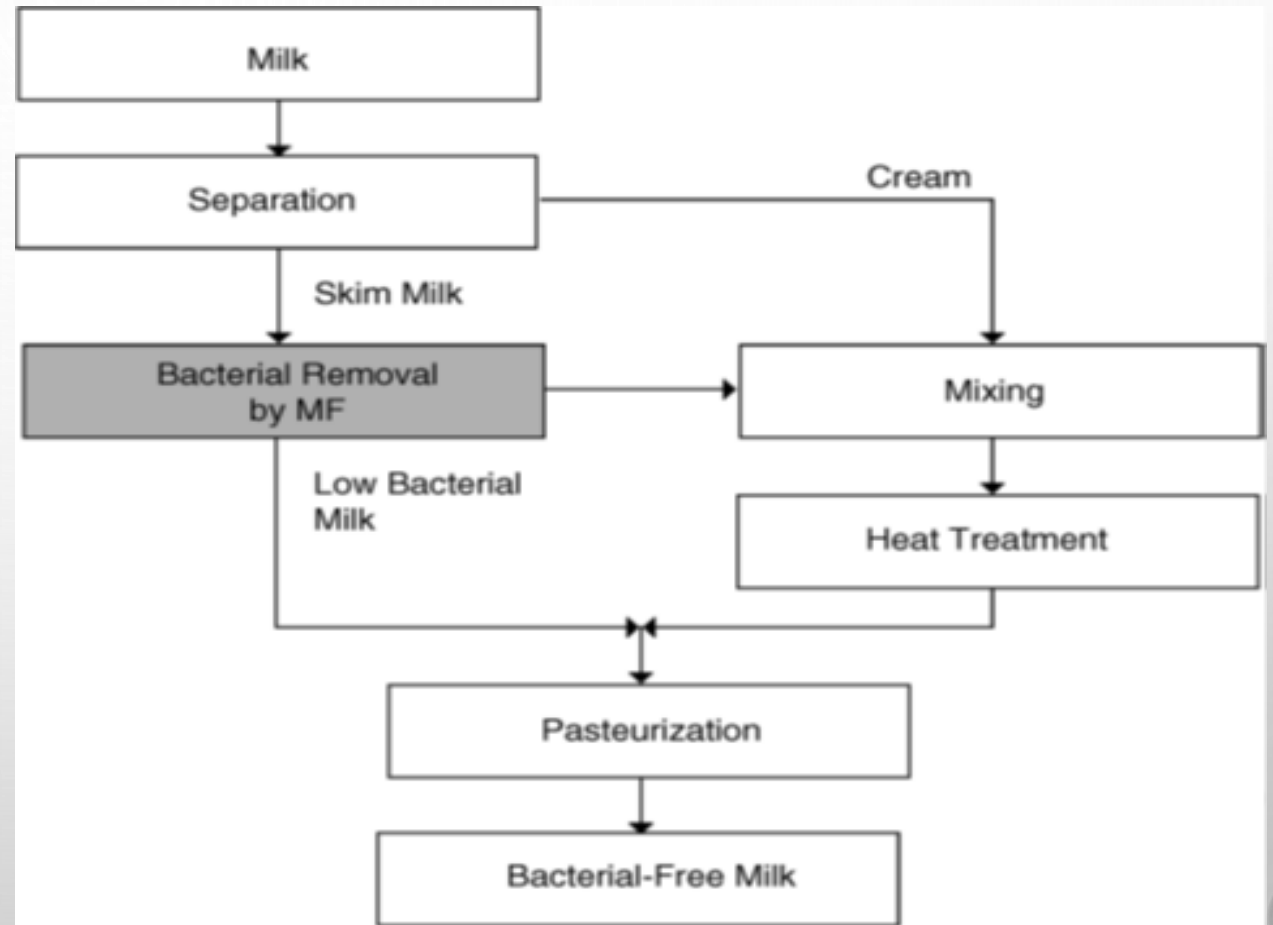 Milk
Separation
Cream
Skim Milk
Bacterial Removal
by MF
Mixing
Low Bacterial
Milk
Heat Treatment
Pasteurization
Bacterial-Free Milk